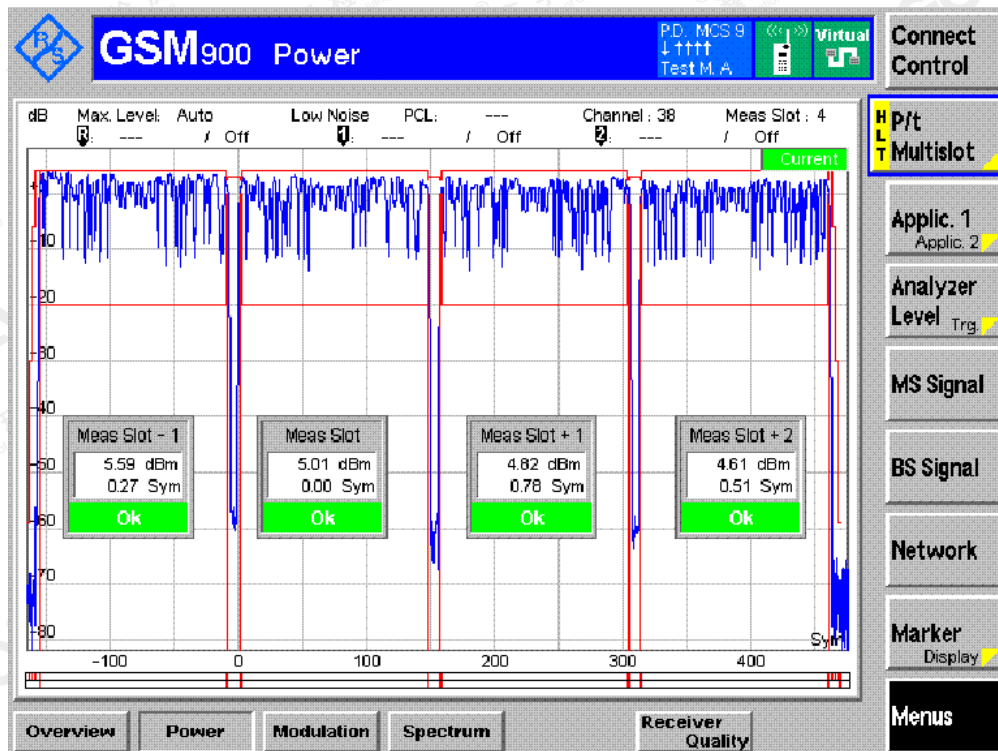 R&S
GSM900 Power
P.D. MCS 9
↓ ↑↑↑↑
Test M. A
Virtual
Connect Control
dB Max. Level: Auto Low Noise PCL: --- Channel : 38 Meas Slot : 4
R: --- / Off 1: --- / Off 2: --- / Off
Current
HLT
P/t Multislot
Applic. 1
Applic. 2
Analyzer Level Trg.
MS Signal
BS Signal
Network
Marker
Display
Menus
-10
-20
-30
-40
-50
-60
-70
-80
Meas Slot - 1
5.59 dBm
0.27 Sym
Ok
Meas Slot
5.01 dBm
0.00 Sym
Ok
Meas Slot + 1
4.82 dBm
0.78 Sym
Ok
Meas Slot + 2
4.61 dBm
0.51 Sym
Ok
Sym
-100 0 100 200 300 400
Overview Power Modulation Spectrum Receiver Quality